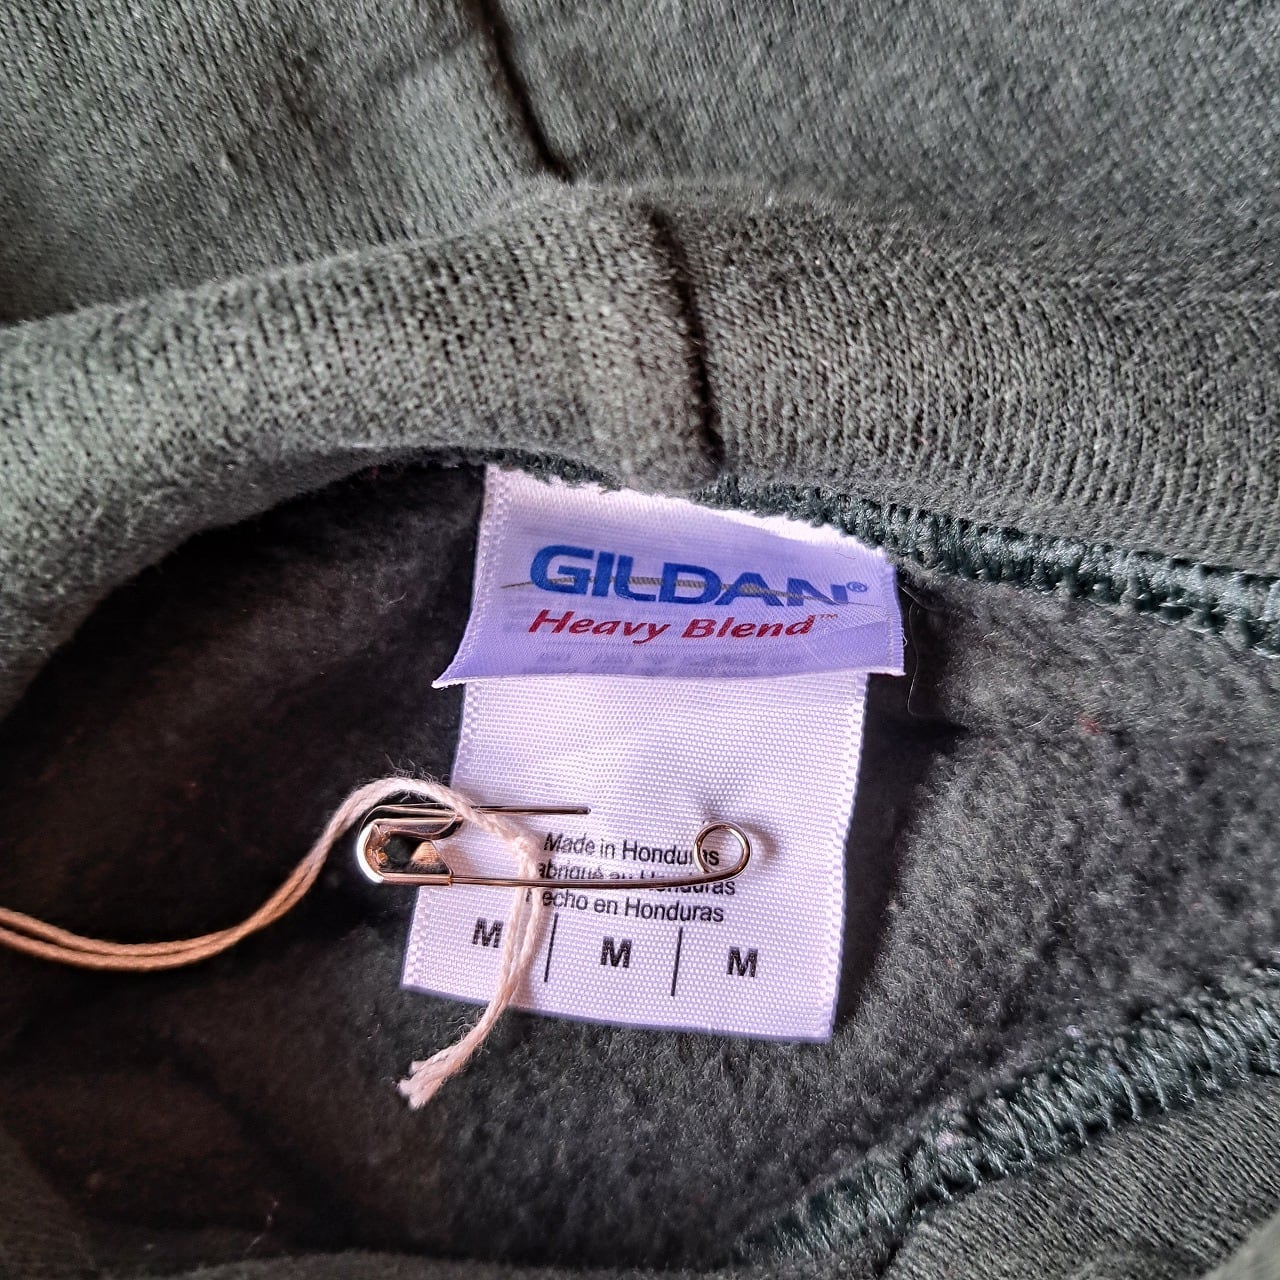 GILDAN®
Heavy Blend™
Made in Honduras
Fabriqué au Honduras
Hecho en Honduras
M | M | M